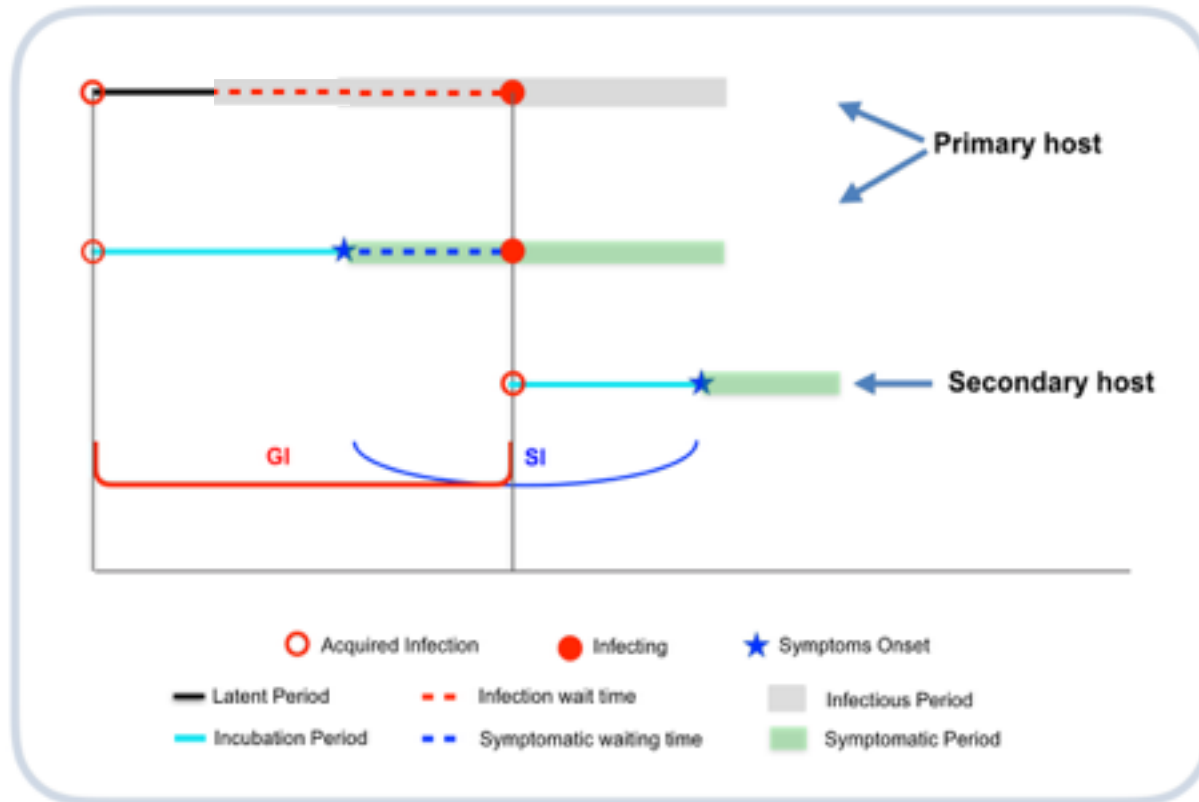 Primary host
Secondary host
GI
SI
Acquired Infection
Infecting
Symptoms Onset
Latent Period
Infection wait time
Infectious Period
Incubation Period
Symptomatic waiting time
Symptomatic Period